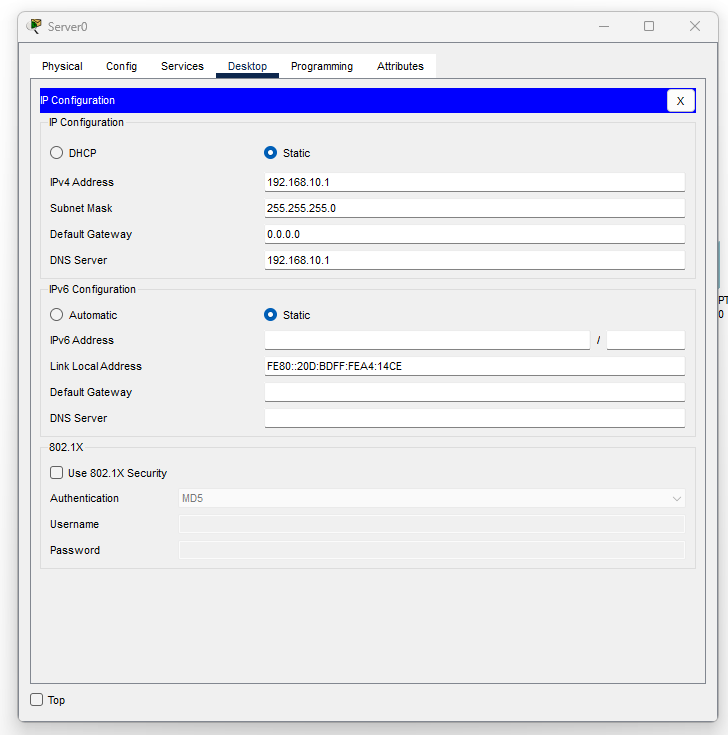 Server0
Physical Config Services Desktop Programming Attributes
IP Configuration X
IP Configuration
DHCP Static
IPv4 Address 192.168.10.1
Subnet Mask 255.255.255.0
Default Gateway 0.0.0.0
DNS Server 192.168.10.1
IPv6 Configuration
Automatic Static
IPv6 Address /
Link Local Address FE80::20D:BDFF:FEA4:14CE
Default Gateway
DNS Server
802.1X
Use 802.1X Security
Authentication MD5
Username
Password
Top
PT
0